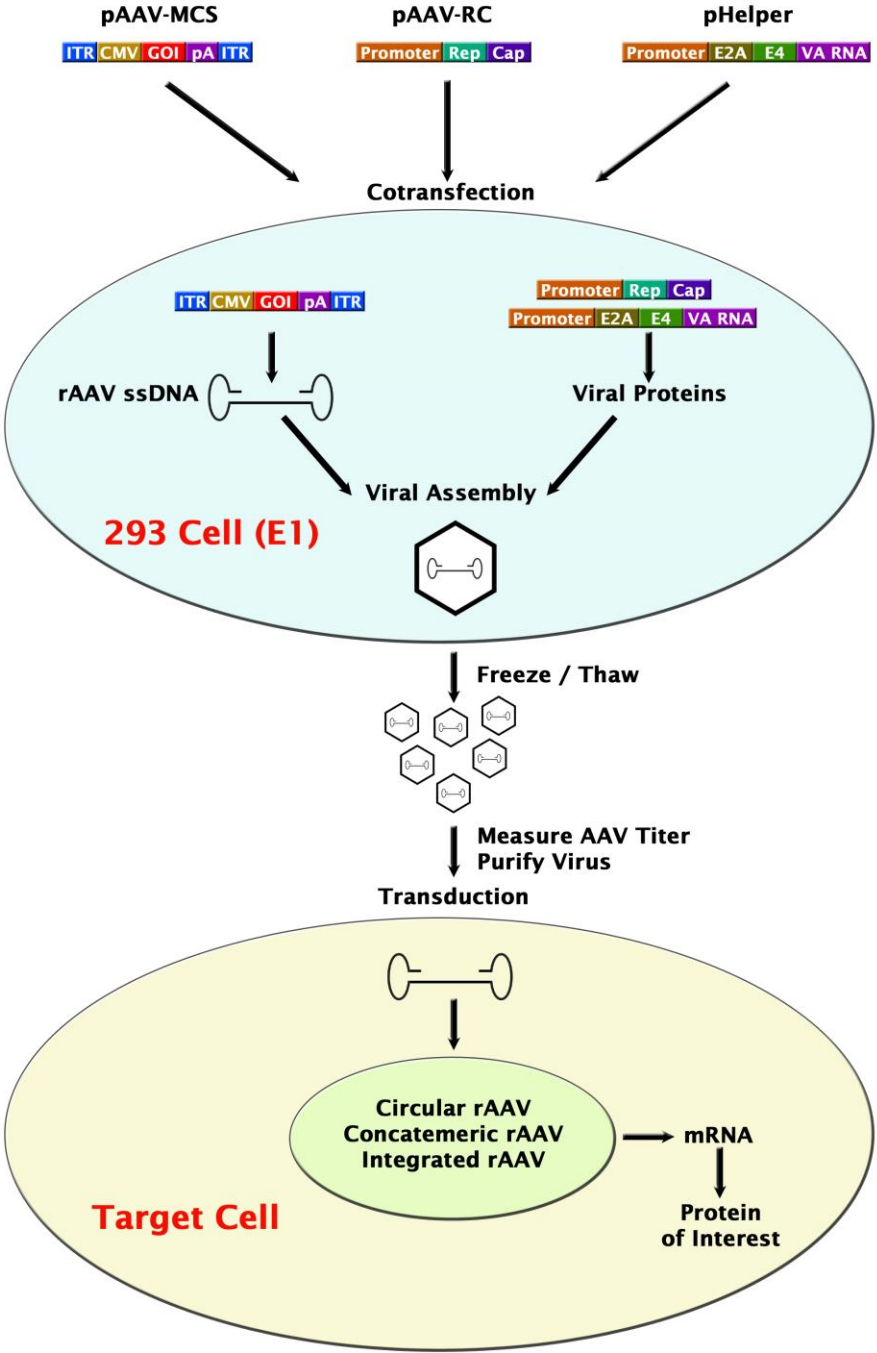 pAAV-MCS pAAV-RC pHelper
ITR CMV GOI pA ITR Promoter Rep Cap Promoter E2A E4 VA RNA
Cotransfection
ITR CMV GOI pA ITR
Promoter Rep Cap
Promoter E2A E4 VA RNA
rAAV ssDNA
Viral Proteins
Viral Assembly
293 Cell (E1)
Freeze / Thaw
Measure AAV Titer
Purify Virus
Transduction
Circular rAAV
Concatemeric rAAV
Integrated rAAV
mRNA
Target Cell
Protein
of Interest